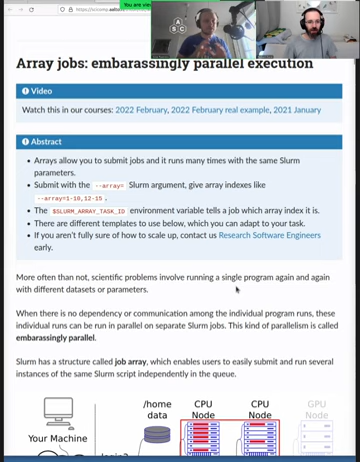 You are vie
https://scicomp.aalto
A
S C
Array jobs: embarassingly parallel execution
Video
Watch this in our courses: 2022 February, 2022 February real example, 2021 January
Abstract
• Arrays allow you to submit jobs and it runs many times with the same Slurm
parameters.
• Submit with the --array= Slurm argument, give array indexes like
--array=1-10,12-15 .
• The $SLURM_ARRAY_TASK_ID environment variable tells a job which array index it is.
• There are different templates to use below, which you can adapt to your task.
• If you aren't fully sure of how to scale up, contact us Research Software Engineers
early.
More often than not, scientific problems involve running a single program again and again
with different datasets or parameters.
When there is no dependency or communication among the individual program runs, these
individual runs can be run in parallel on separate Slurm jobs. This kind of parallelism is called
embarassingly parallel.
Slurm has a structure called job array, which enables users to easily submit and run several
instances of the same Slurm script independently in the queue.
/home
data
CPU
Node
CPU
Node
GPU
Node
Your Machine